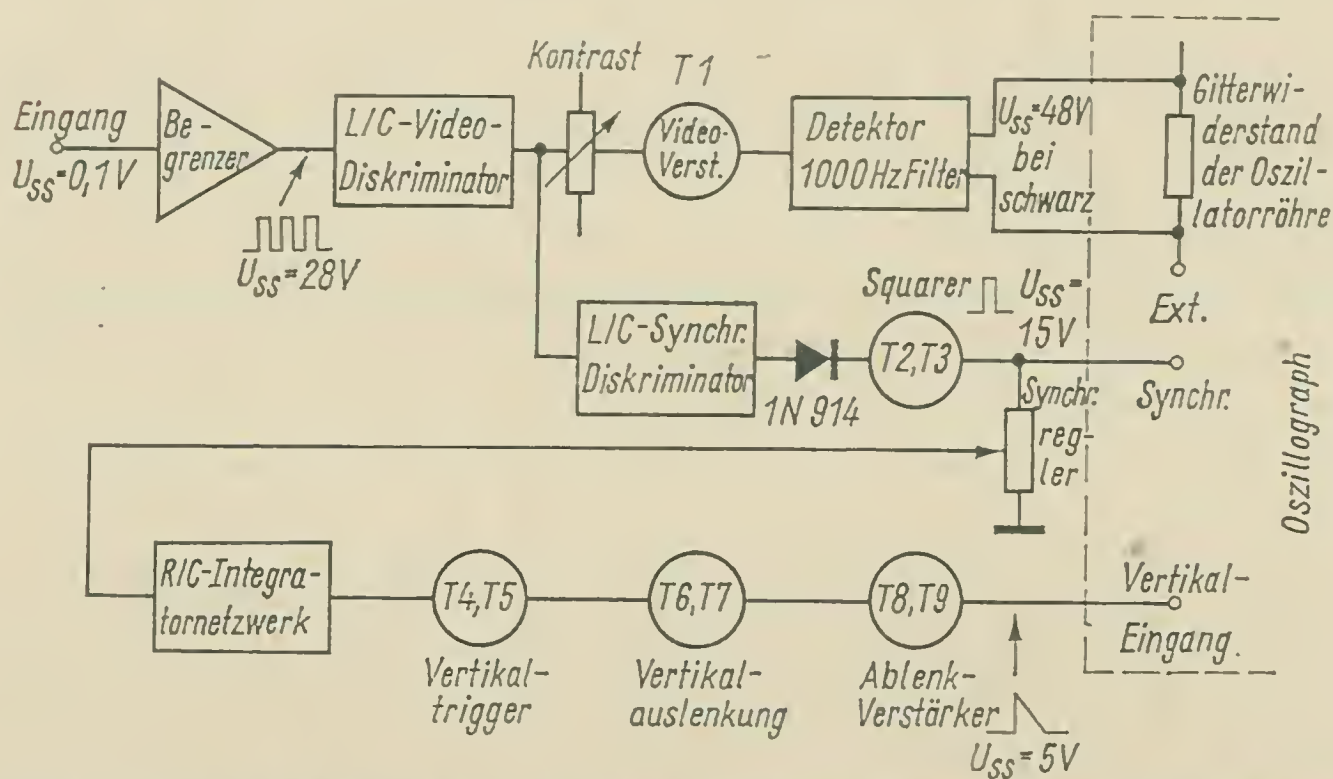 Eingang
U_SS=0,1V
Be-
grenzer
U_SS=28V
L/C-Video-
Diskriminator
Kontrast
T1
Video-
Verst.
Detektor
1000Hz Filter
U_SS=48V
bei
schwarz
Gitterwi-
derstand
der Oszil-
latorröhre
Ext.
L/C-Synchr.
Diskriminator
1N 914
Squarer
T2,T3
U_SS=
15V
Synchr.
reg-
ler
Synchr.
Oszillograph
R/C-Integra-
tornetzwerk
T4,T5
Vertikal-
trigger
T6,T7
Vertikal-
auslenkung
T8,T9
Ablenk-
Verstärker
U_SS=5V
Vertikal-
Eingang.